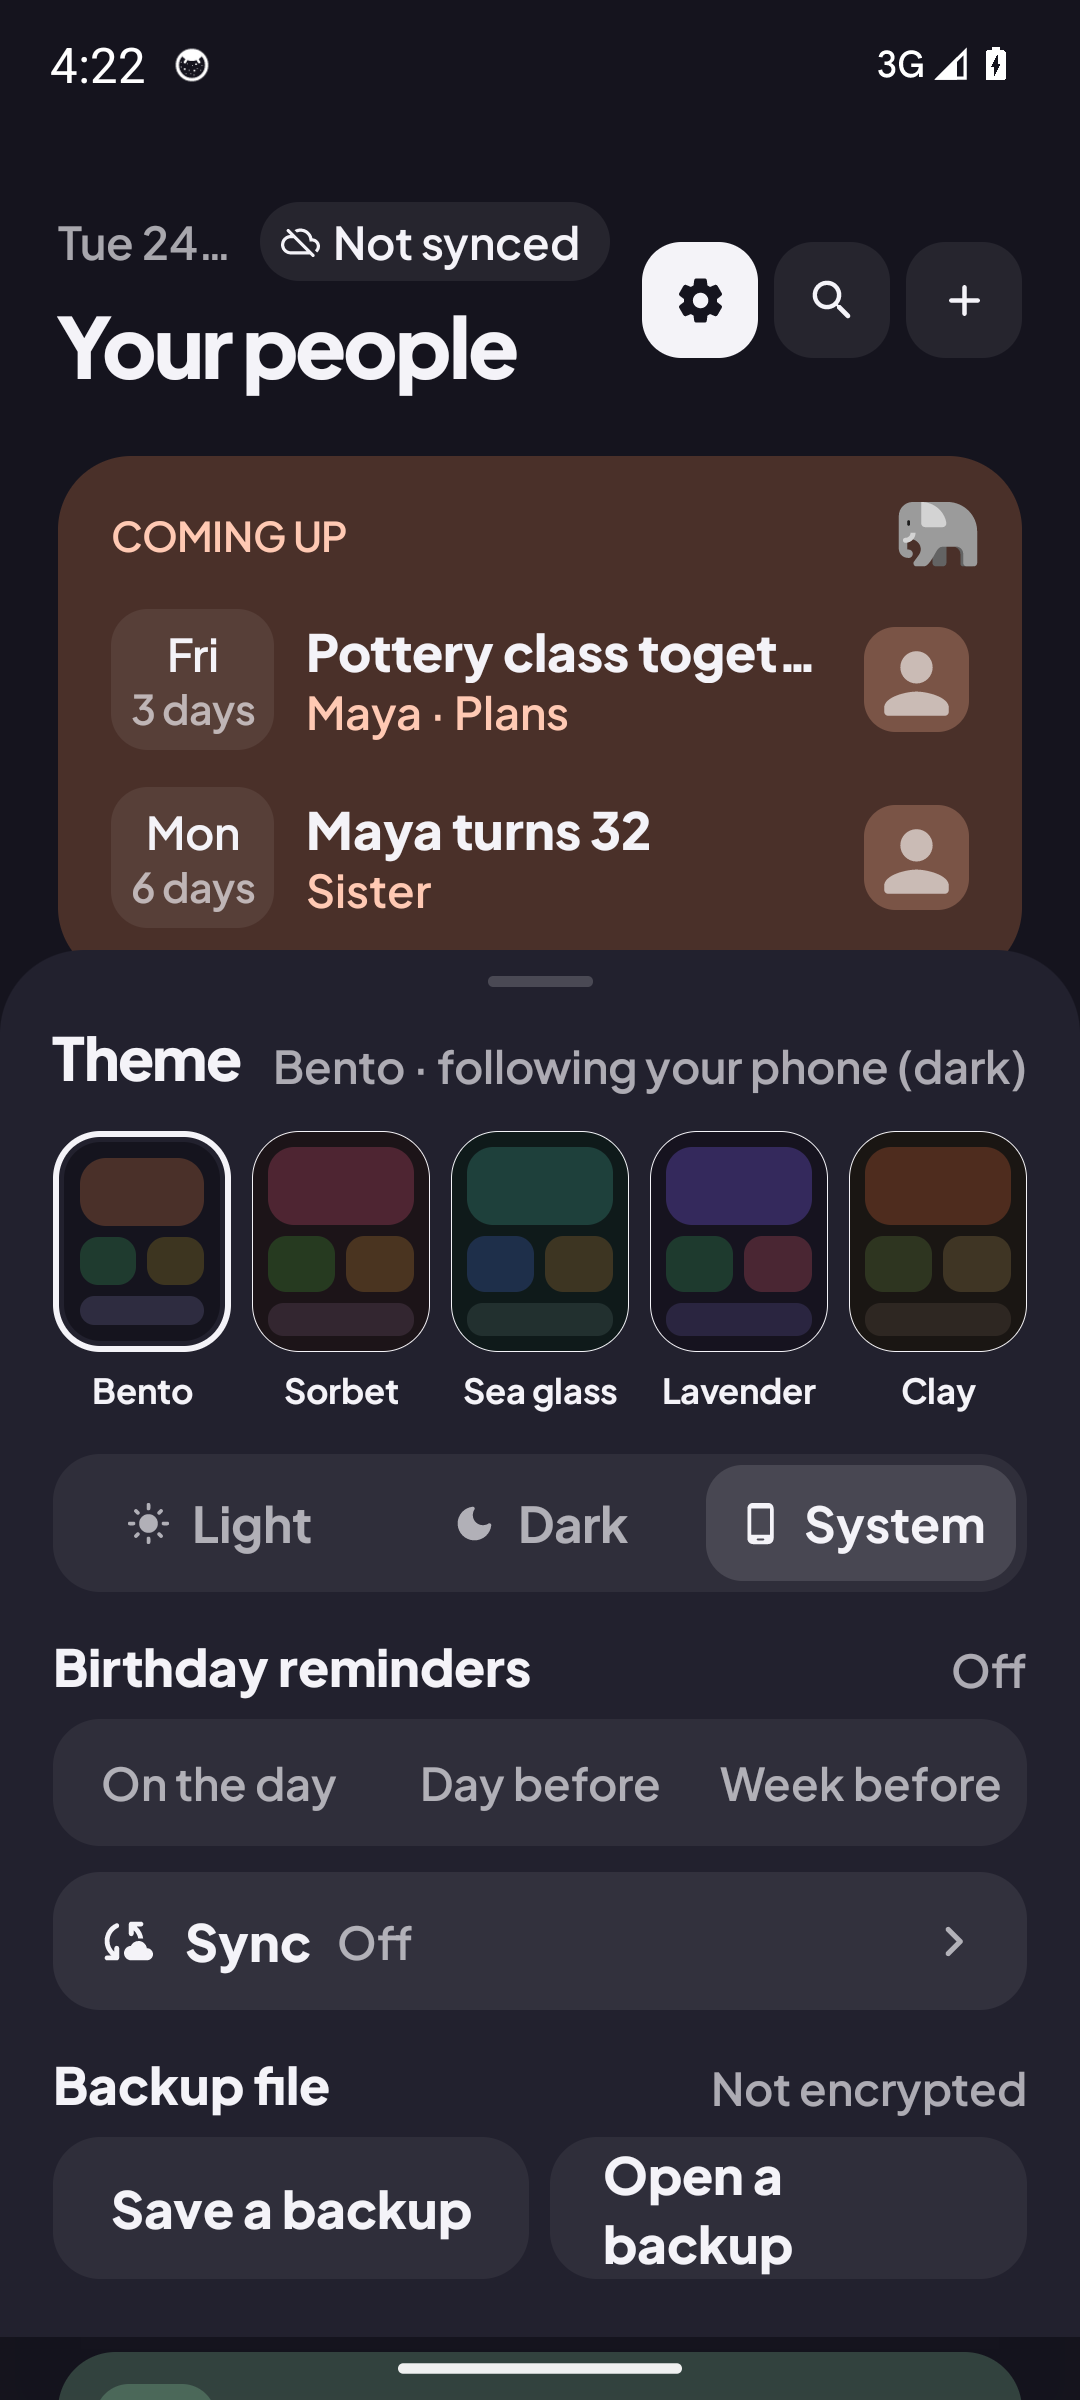 4:22
3G
Tue 24…
Not synced
Your people
COMING UP
Fri
3 days
Pottery class toget…
Maya · Plans
Mon
6 days
Maya turns 32
Sister
Theme
Bento · following your phone (dark)
Bento
Sorbet
Sea glass
Lavender
Clay
Light
Dark
System
Birthday reminders
Off
On the day
Day before
Week before
Sync
Off
Backup file
Not encrypted
Save a backup
Open a
backup